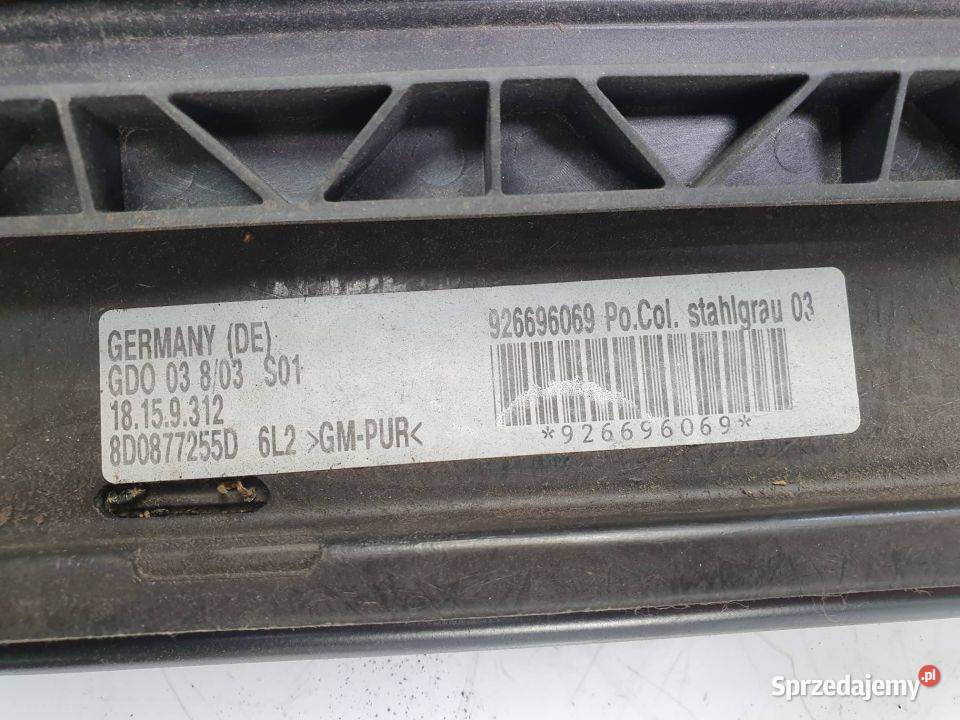 GERMANY (DE)
GDO 03 8/03 S01
18.15.9.312
8D0877255D 6L2 >GM-PUR<
926696069 Po.Col. stahlgrau 03
*926696069*
Sprzedajemy.pl